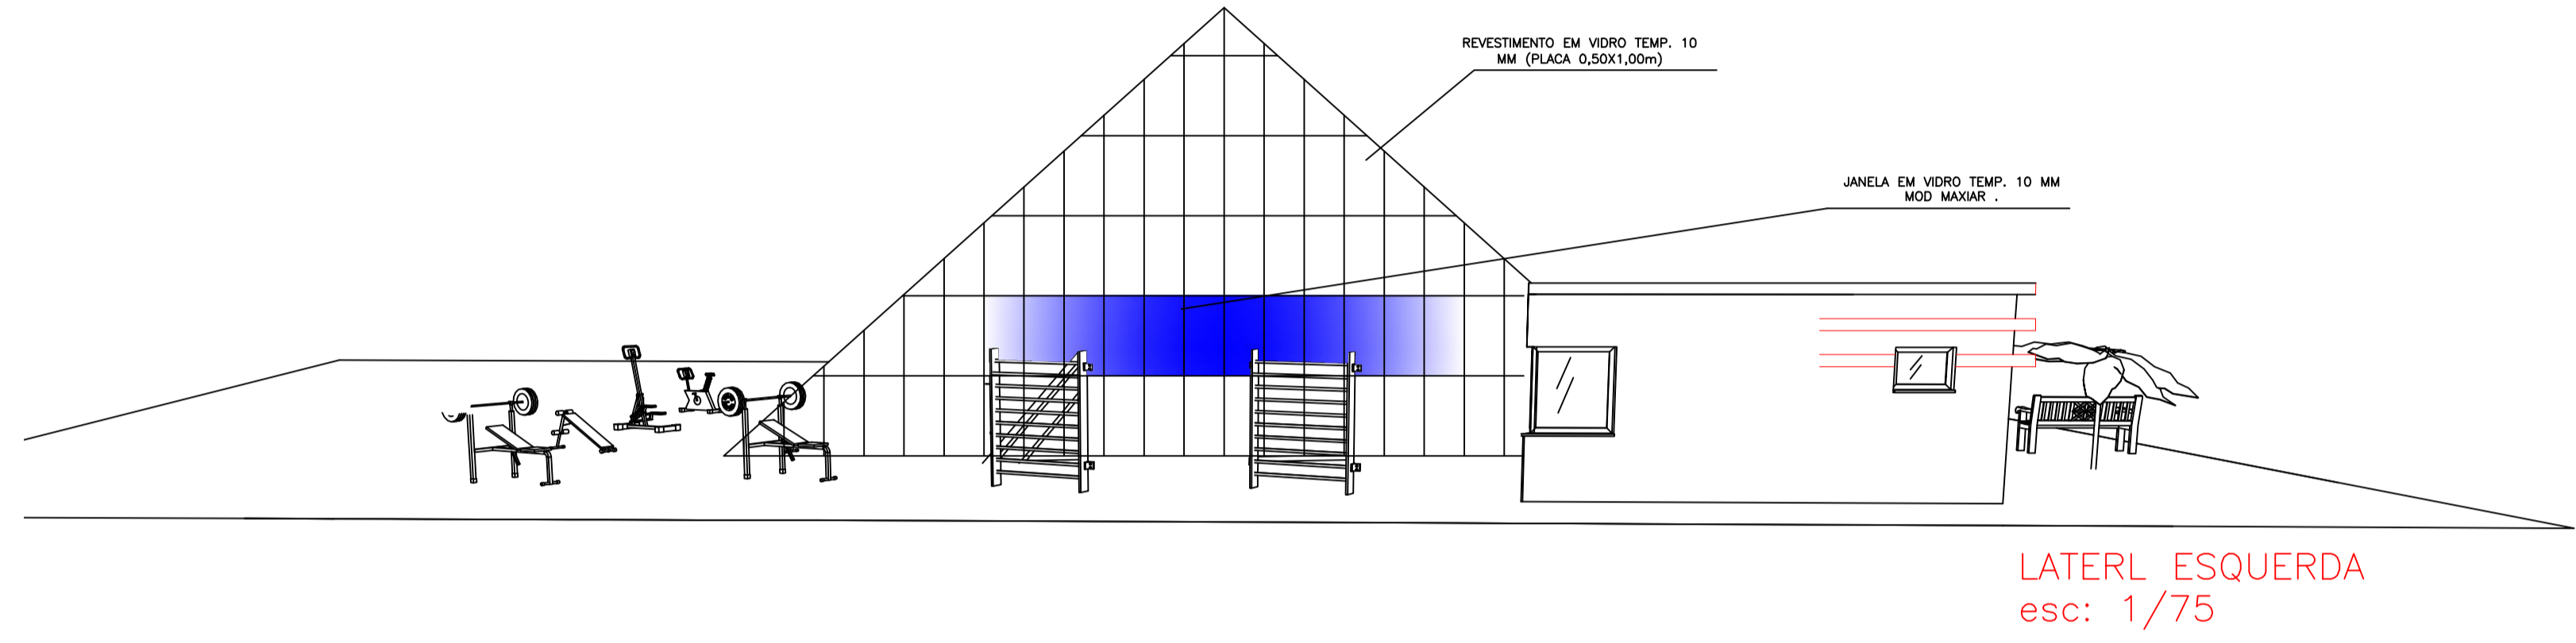 REVESTIMENTO EM VIDRO TEMP. 10
MM (PLACA 0,50X1,00m)
JANELA EM VIDRO TEMP. 10 MM
MOD MAXIAR .
LATERL ESQUERDA
esc: 1/75